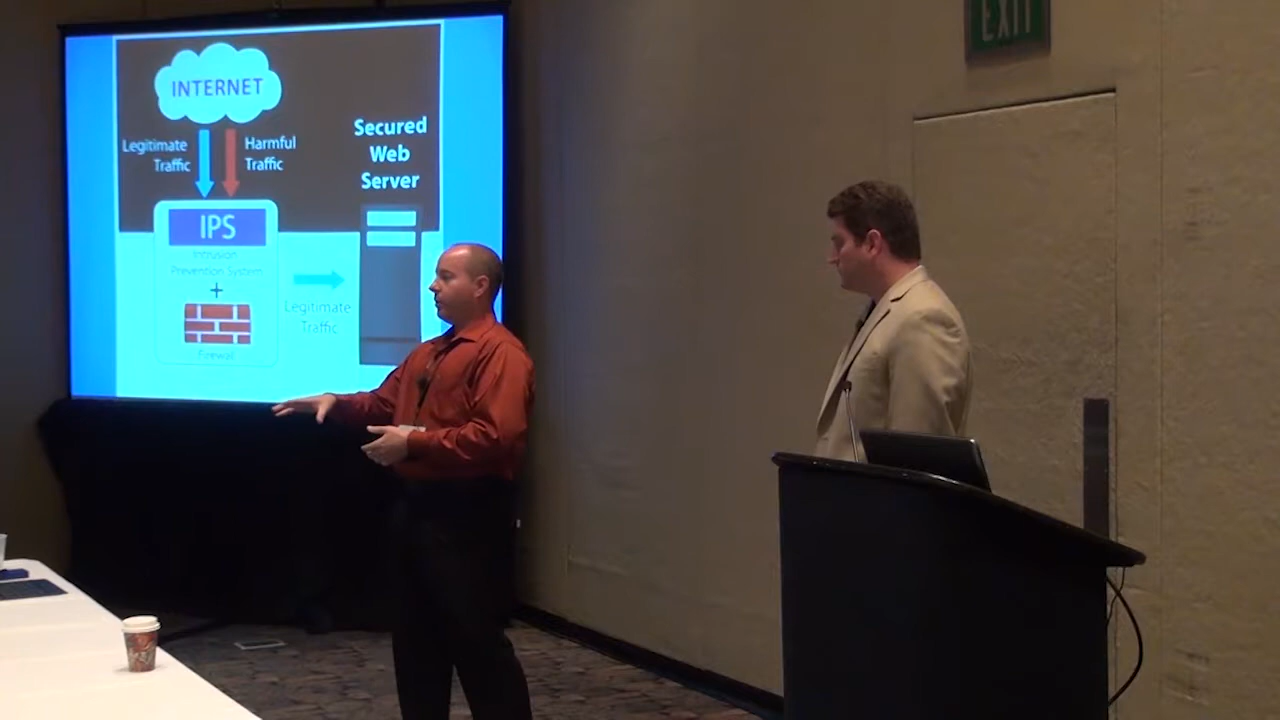 EXIT
INTERNET
Legitimate
Traffic
Harmful
Traffic
Secured
Web
Server
IPS
Intrusion
Prevention System
+
Firewall
Legitimate
Traffic